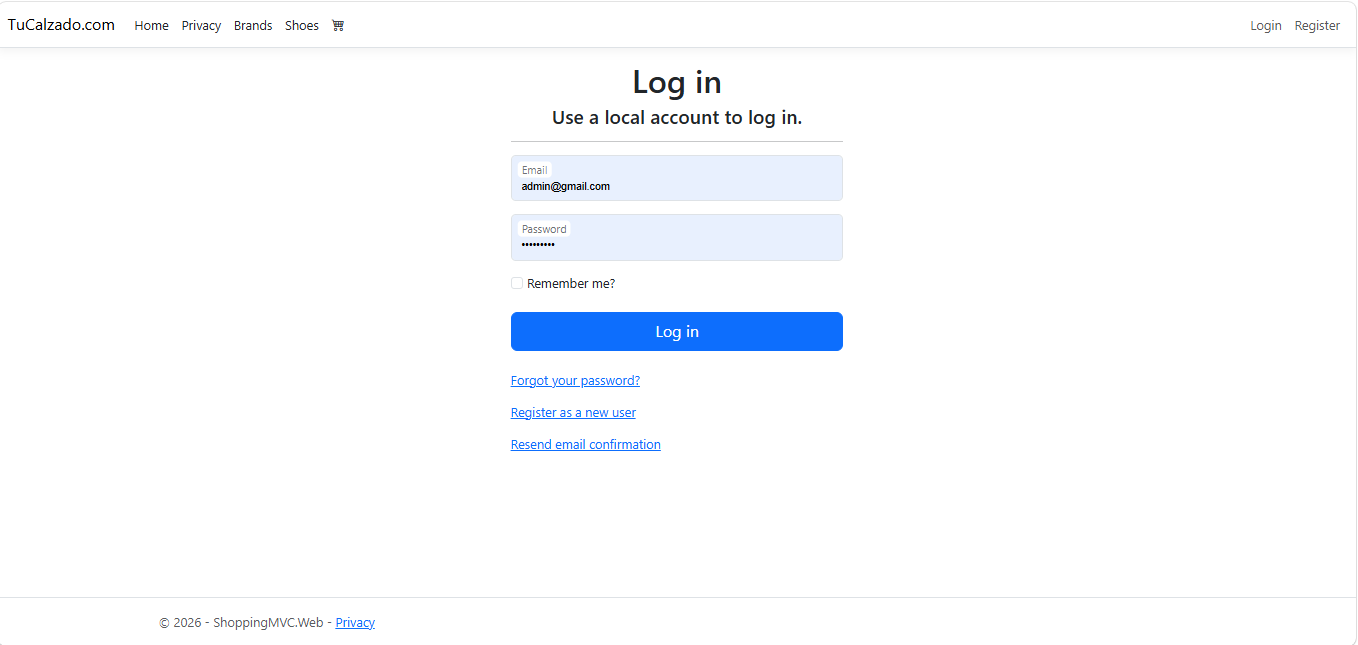 TuCalzado.com Home Privacy Brands Shoes Login Register
Log in
Use a local account to log in.
Email
admin@gmail.com
Password
•••••••••
Remember me?
Log in
Forgot your password?
Register as a new user
Resend email confirmation
© 2026 - ShoppingMVC.Web - Privacy